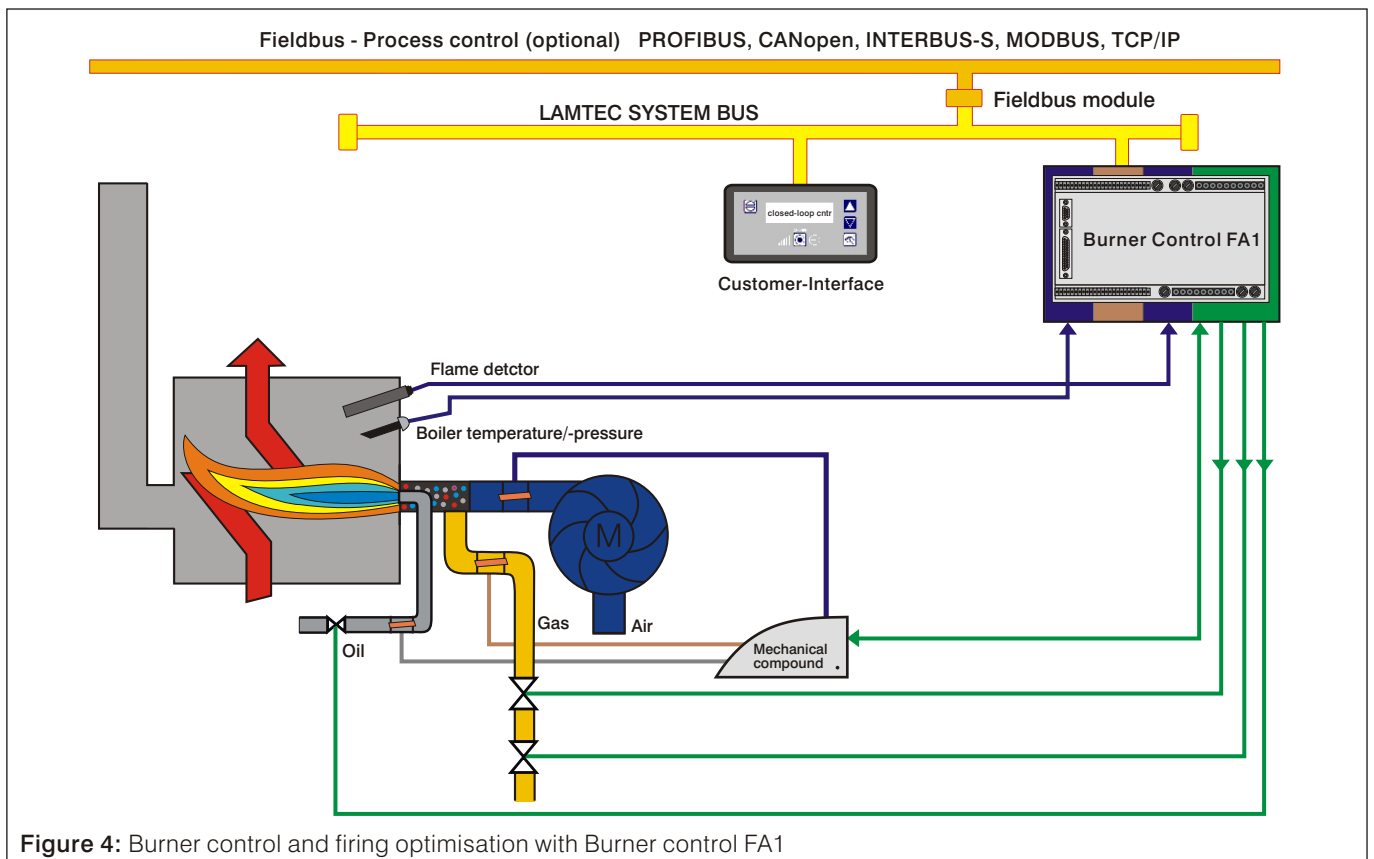 Fieldbus - Process control (optional) PROFIBUS, CANopen, INTERBUS-S, MODBUS, TCP/IP
Fieldbus module
LAMTEC SYSTEM BUS
closed-loop cntr
Burner Control FA1
Customer-Interface
Flame detctor
Boiler temperature/-pressure
M
Gas
Air
Oil
Mechanical
compound
Figure 4: Burner control and firing optimisation with Burner control FA1